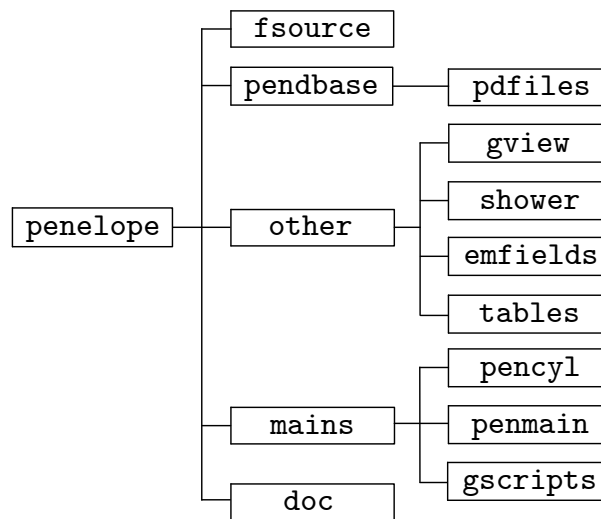 fsource
pendbase
pdfiles
gview
shower
penelope
other
emfields
tables
pencyl
mains
penmain
gscripts
doc